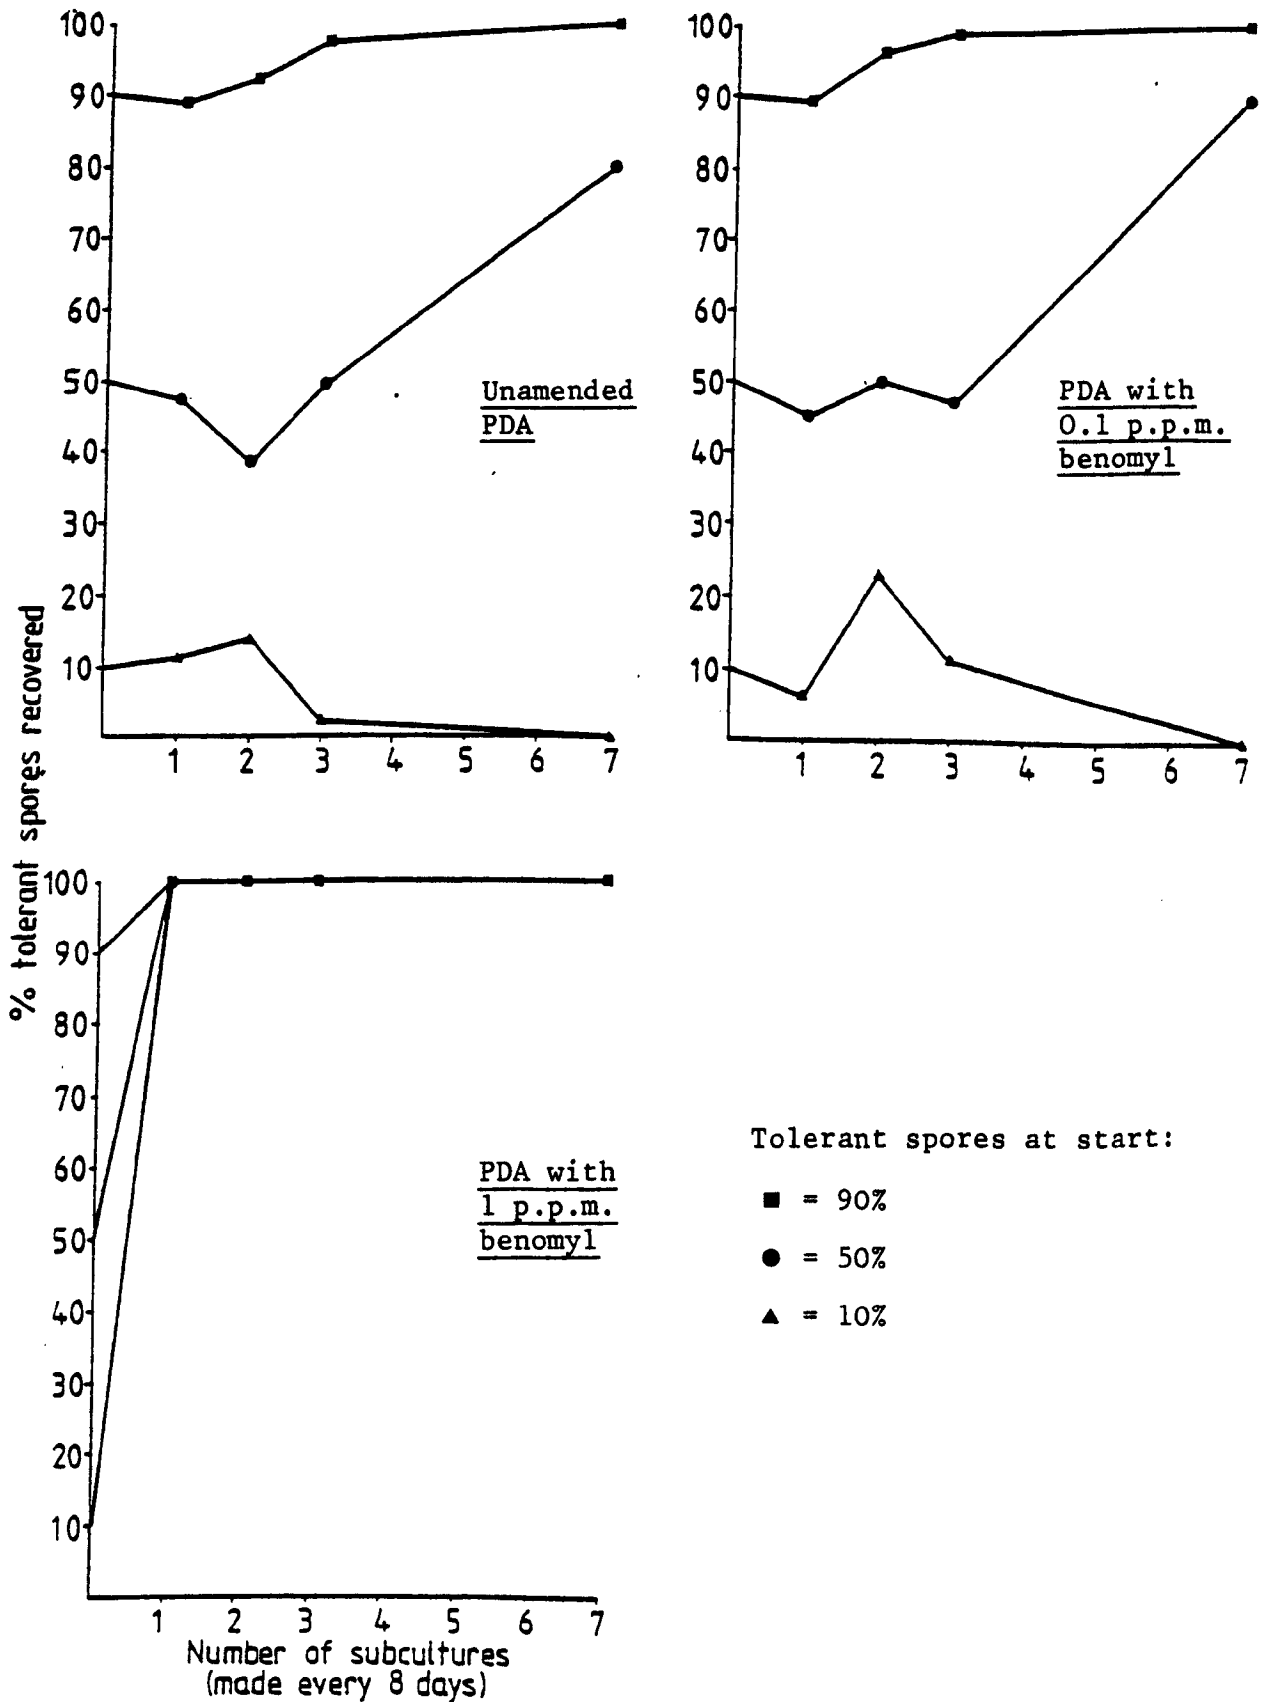 100
90
80
70
60
50
40
30
20
10
1 2 3 4 5 6 7
Unamended
PDA
100
90
80
70
60
50
40
30
20
10
1 2 3 4 5 6 7
PDA with
0.1 p.p.m.
benomyl
% tolerant spores recovered
100
90
80
70
60
50
40
30
20
10
1 2 3 4 5 6 7
PDA with
1 p.p.m.
benomyl
Number of subcultures
(made every 8 days)
Tolerant spores at start:
■ = 90%
● = 50%
▲ = 10%